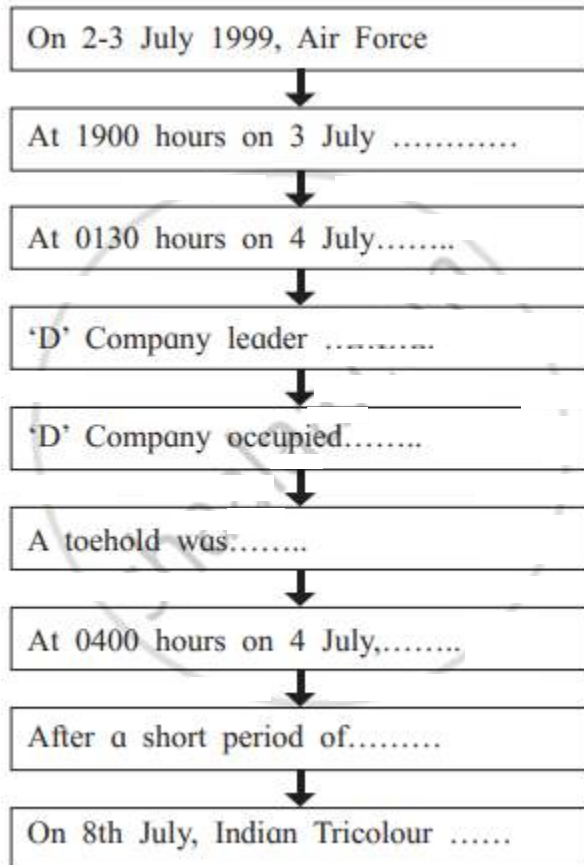 On 2-3 July 1999, Air Force
At 1900 hours on 3 July …………
At 0130 hours on 4 July……..
‘D’ Company leader …………
‘D’ Company occupied……..
A toehold was……..
At 0400 hours on 4 July,……..
After a short period of………
On 8th July, Indian Tricolour ……